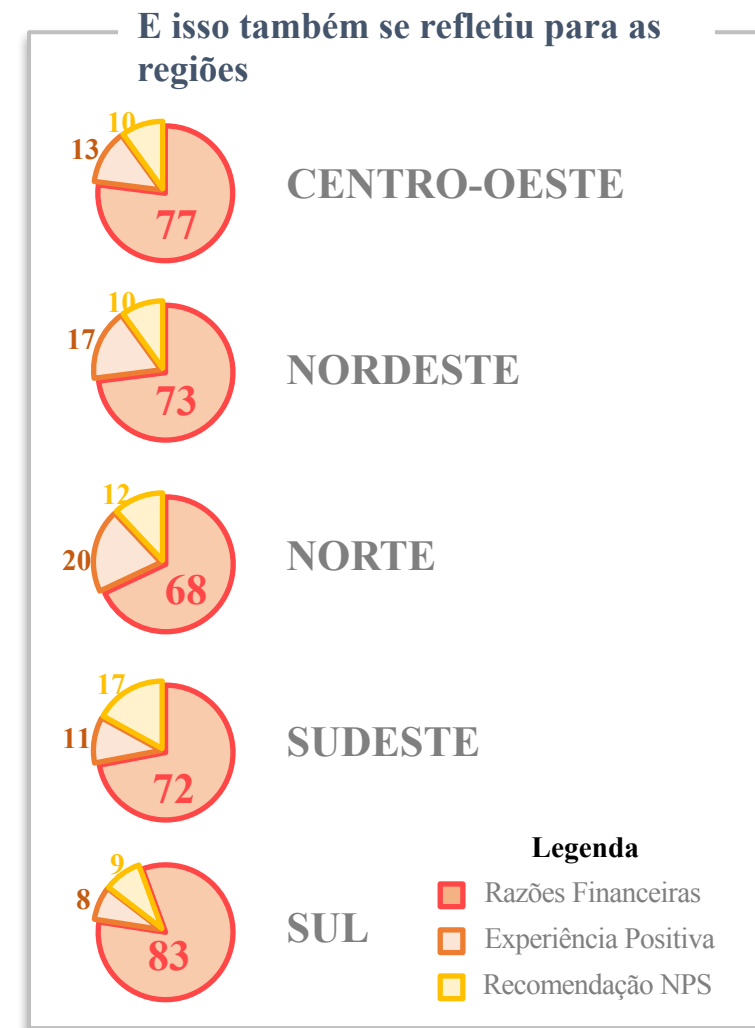 E isso também se refletiu para as
regiões
10
13
77
CENTRO-OESTE
10
17
73
NORDESTE
12
20
68
NORTE
17
11
72
SUDESTE
9
8
83
SUL
Legenda
Razões Financeiras
Experiência Positiva
Recomendação NPS